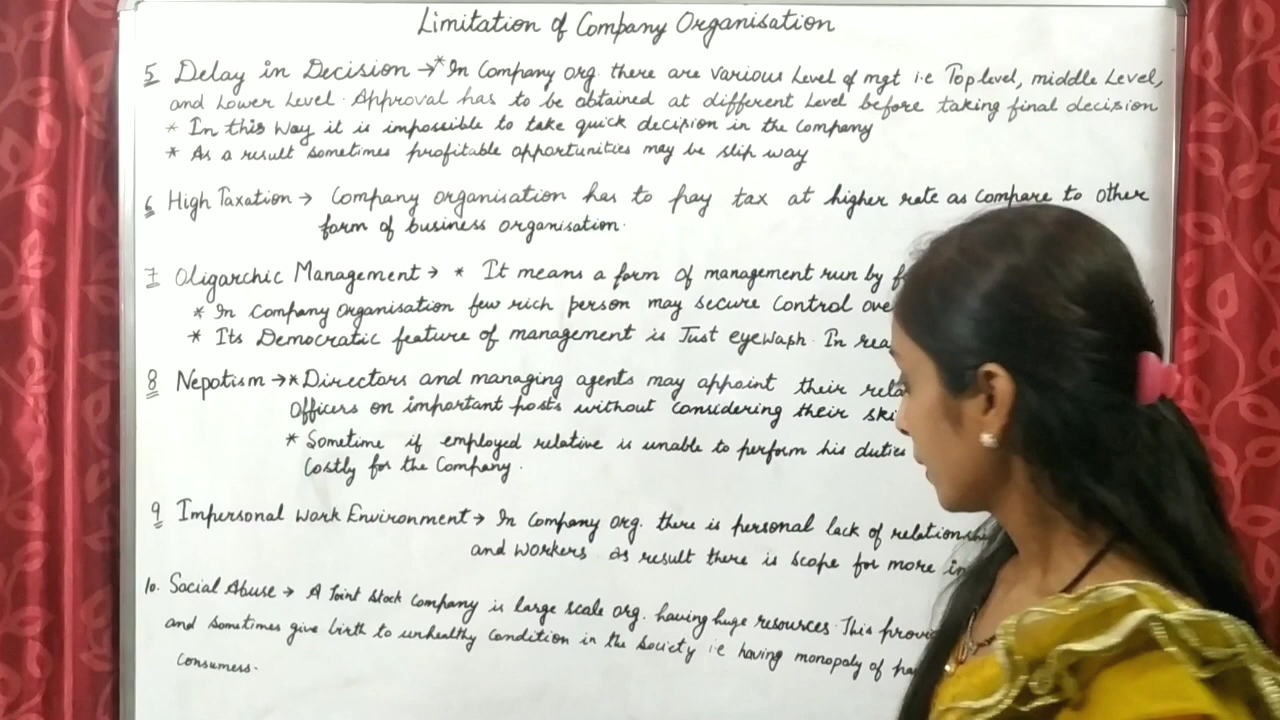 Limitation of Company Organisation
5 Delay in Decision → * In Company org. there are various Level of mgt i.e Top level, middle Level,
and Lower Level. Approval has to be obtained at different Level before taking final decision
* In this way it is impossible to take quick decision in the Company
* As a result sometimes profitable opportunities may be slip way
6 High Taxation → Company organisation has to pay tax at higher rate as compare to other
form of business organisation.
7 Oligarchic Management → * It means a form of management run by
* In Company Organisation few rich person may secure Control
* Its Democratic feature of management is Just eyewash. In
8 Nepotism → * Directors and managing agents may appoint their
Officers on important posts without considering their
* Sometime if employed relative is unable to perform his duties
Costly for the Company.
9 Impersonal Work Environment → In Company org. there is personal lack of
and workers as result there is scope for more
10. Social Abuse → A Joint Stock Company is large scale org. having huge resources. This
and sometimes give birth to unhealthy Condition in the Society i.e having monopoly of
Consumers.